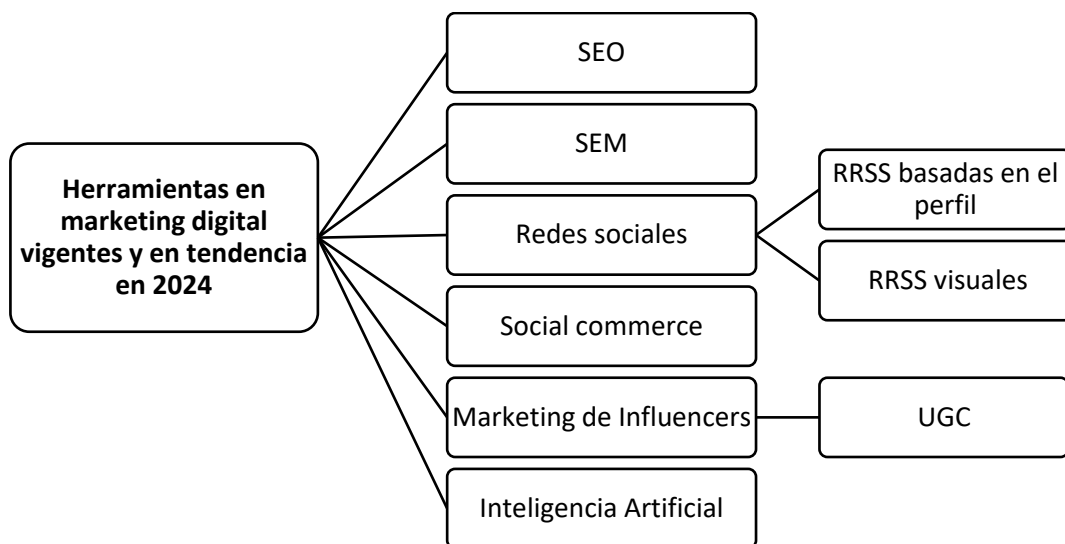 Herramientas en
marketing digital
vigentes y en tendencia
en 2024
SEO
SEM
Redes sociales
RRSS basadas en el
perfil
RRSS visuales
Social commerce
Marketing de Influencers
UGC
Inteligencia Artificial